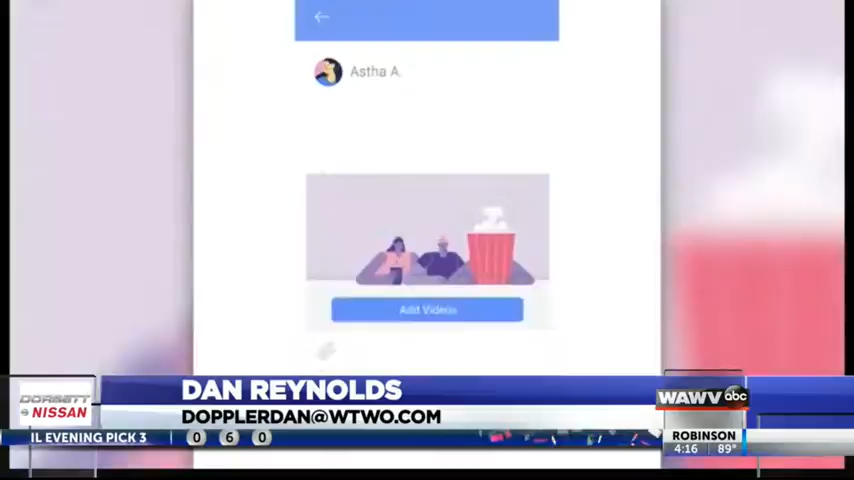 Astha A.
Add Videos
DORSETT
NISSAN
DAN REYNOLDS
DOPPLERDAN@WTWO.COM
WAWV abc
IL EVENING PICK 3 0 6 0
ROBINSON
4:16 89°